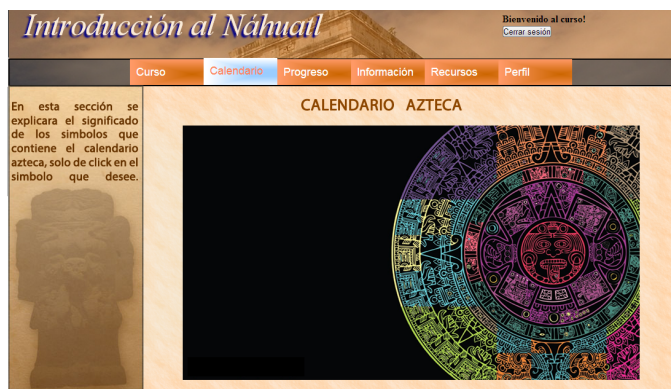 Introducción al Náhuatl
Bienvenido al curso!
Cerrar sesión
Curso
Calendario
Progreso
Información
Recursos
Perfil
En esta sección se
explicara el significado
de los simbolos que
contiene el calendario
azteca, solo de click en el
simbolo que desee.
CALENDARIO AZTECA